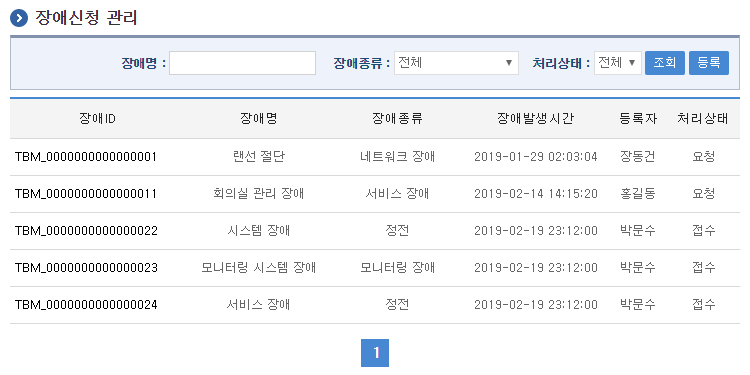 장애신청 관리
장애명 : 장애종류 : 전체 처리상태 : 전체 조회 등록
장애ID 장애명 장애종류 장애발생시간 등록자 처리상태
TBM_0000000000000001 랜선 절단 네트워크 장애 2019-01-29 02:03:04 장동건 요청
TBM_0000000000000011 회의실 관리 장애 서비스 장애 2019-02-14 14:15:20 홍길동 요청
TBM_0000000000000022 시스템 장애 정전 2019-02-19 23:12:00 박문수 접수
TBM_0000000000000023 모니터링 시스템 장애 모니터링 장애 2019-02-19 23:12:00 박문수 접수
TBM_0000000000000024 서비스 장애 정전 2019-02-19 23:12:00 박문수 접수
1